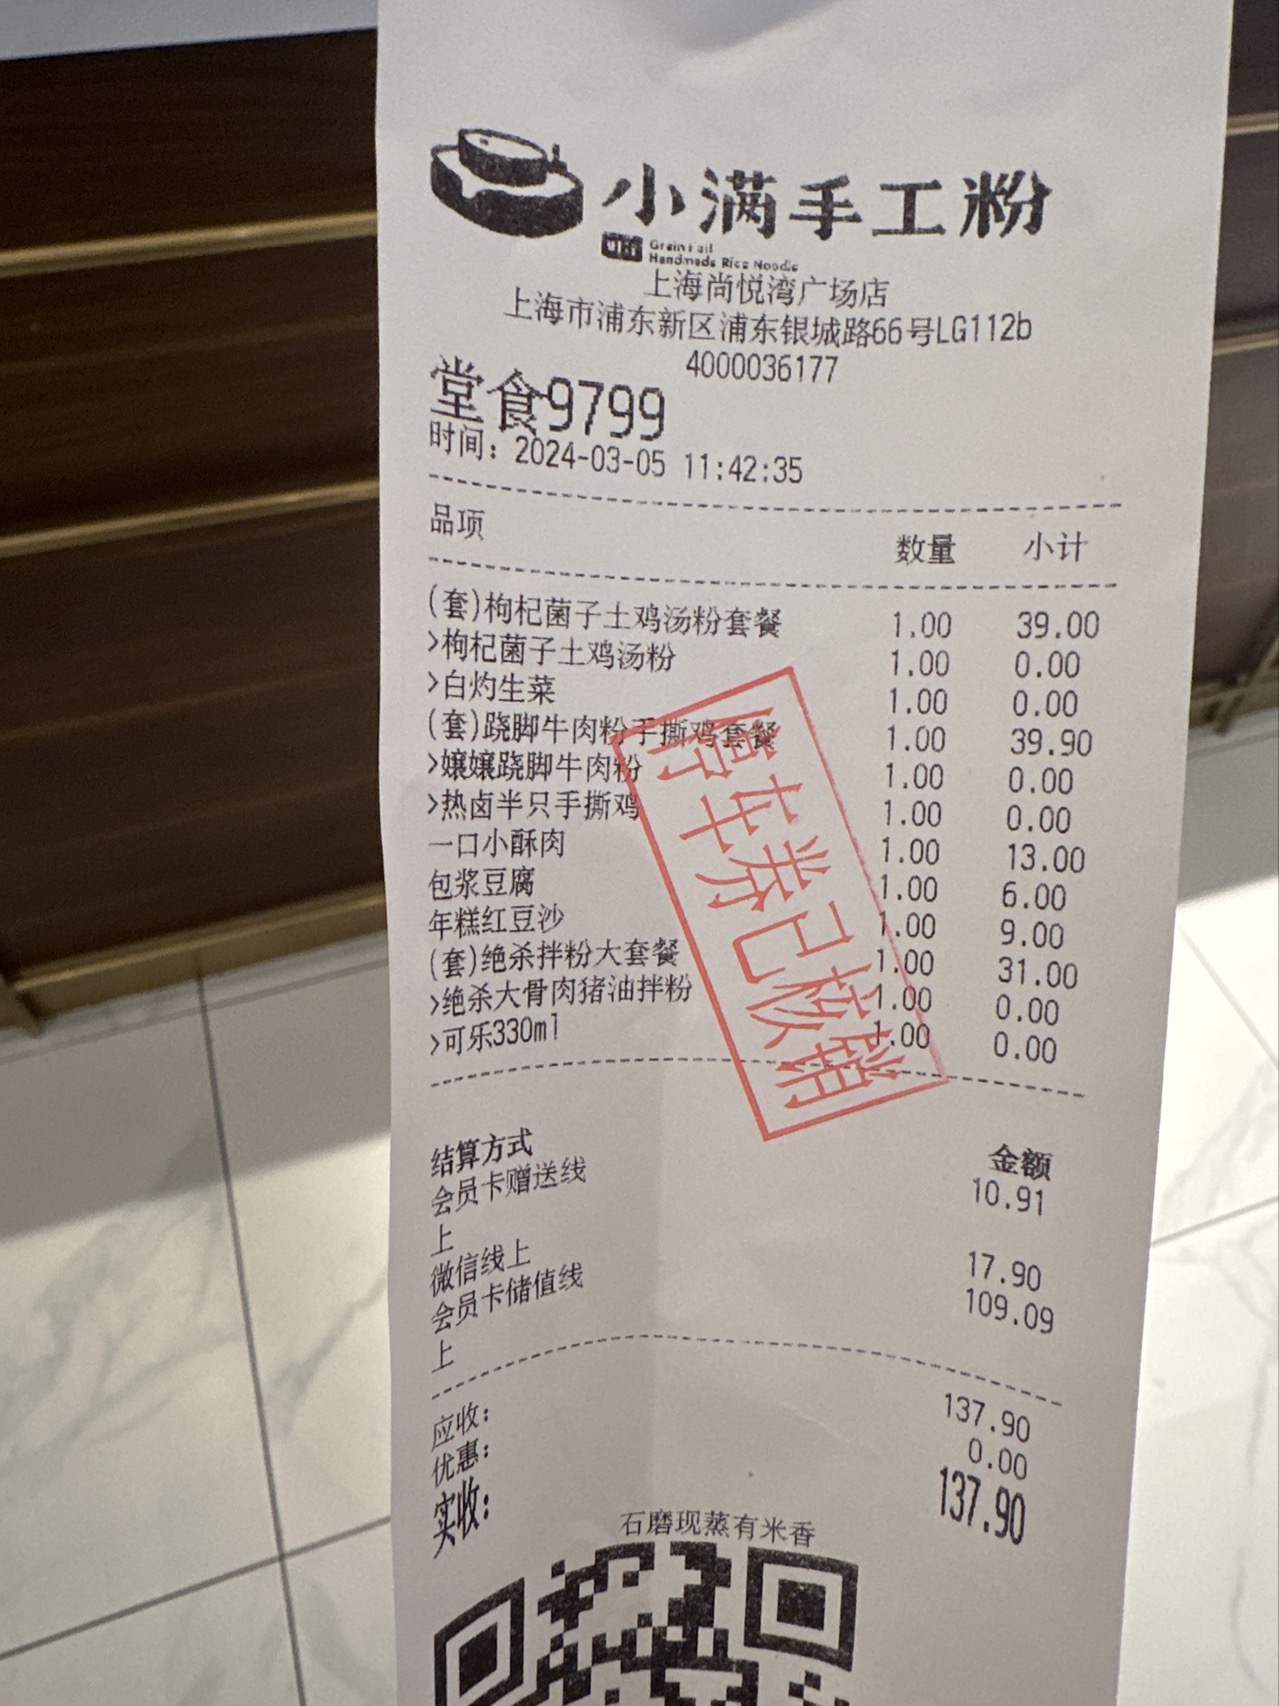 小满手工粉
Handmade Rice Noodle
上海尚悦湾广场店
上海市浦东新区浦东银城路66号LG112b
4000036177
堂食9799
时间：2024-03-05 11:42:35
品项 数量 小计
(套)枸杞菌子土鸡汤粉套餐 1.00 39.00
>枸杞菌子土鸡汤粉 1.00 0.00
>白灼生菜 1.00 0.00
(套)跷脚牛肉粉手撕鸡套餐 1.00 39.90
>嬢嬢跷脚牛肉粉 1.00 0.00
>热卤半只手撕鸡 1.00 0.00
一口小酥肉 1.00 13.00
包浆豆腐 1.00 6.00
年糕红豆沙 1.00 9.00
(套)绝杀拌粉大套餐 1.00 31.00
>绝杀大骨肉猪油拌粉 1.00 0.00
>可乐330ml 1.00 0.00
停车券已核销
结算方式 金额
会员卡赠送线 10.91
上
微信线上 17.90
会员卡储值线 109.09
上
应收： 137.90
优惠： 0.00
实收： 137.90
石磨现蒸有米香